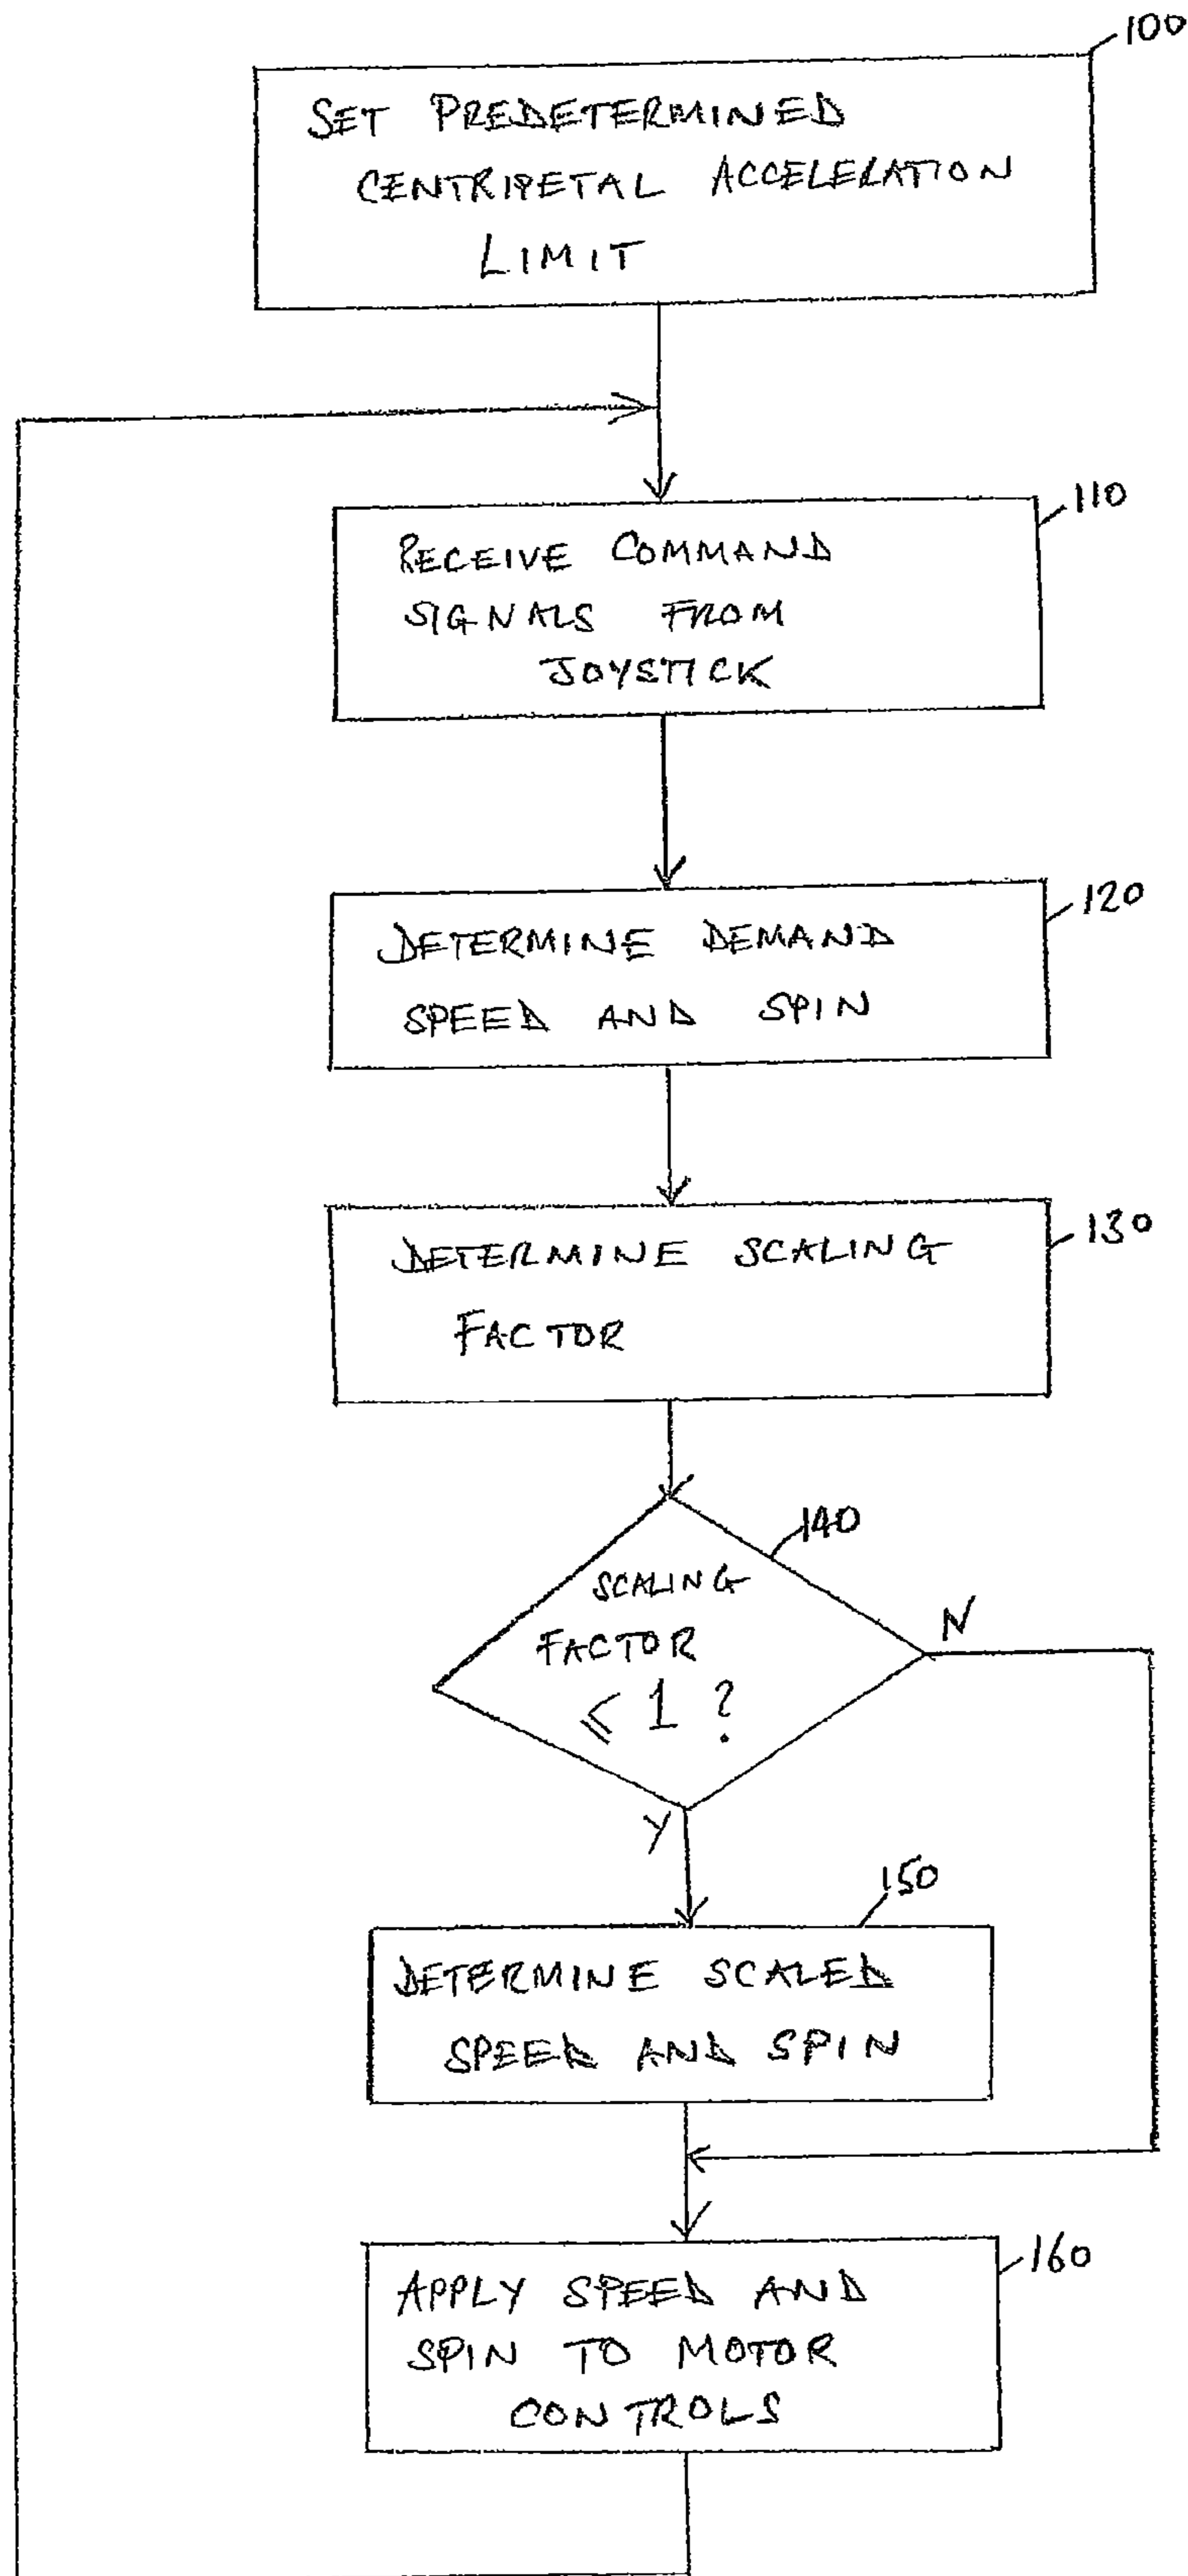 100
SET PREDETERMINED
CENTRIPETAL ACCELERATION
LIMIT
110
RECEIVE COMMAND
SIGNALS FROM
JOYSTICK
120
DETERMINE DEMAND
SPEED AND SPIN
130
DETERMINE SCALING
FACTOR
140
SCALING
FACTOR
≤ 1 ?
N
Y
150
DETERMINE SCALED
SPEED AND SPIN
160
APPLY SPEED AND
SPIN TO MOTOR
CONTROLS